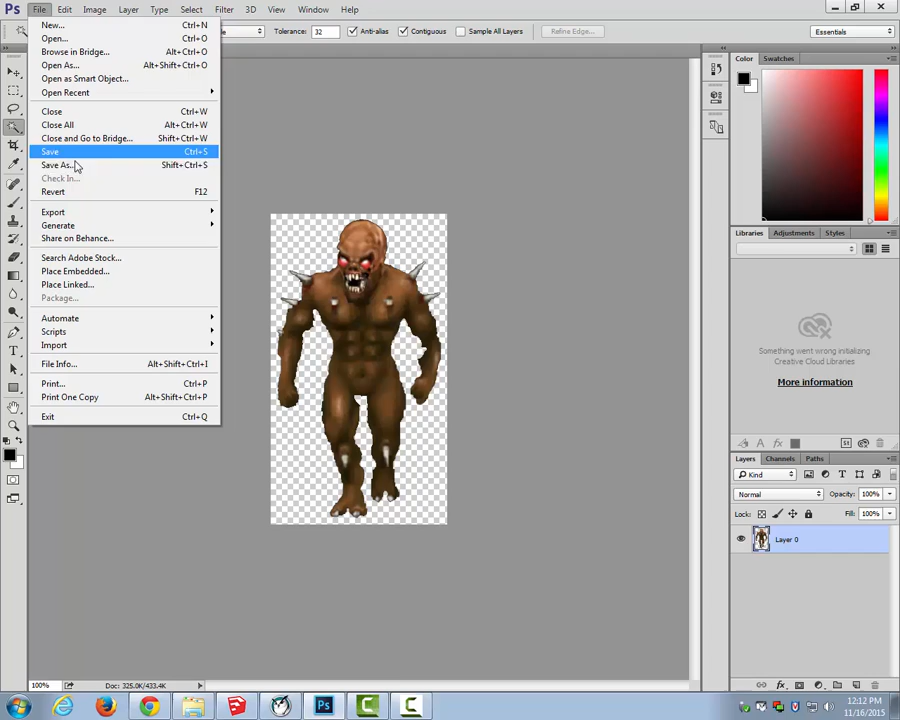 Ps File Edit Image Layer Type Select Filter 3D View Window Help
Tolerance: 32 Anti-alias Contiguous Sample All Layers Refine Edge... Essentials
New... Ctrl+N
Open... Ctrl+O
Browse in Bridge... Alt+Ctrl+O
Open As... Alt+Shift+Ctrl+O
Open as Smart Object...
Open Recent
Close Ctrl+W
Close All Alt+Ctrl+W
Close and Go to Bridge... Shift+Ctrl+W
Save Ctrl+S
Save As... Shift+Ctrl+S
Check In...
Revert F12
Export
Generate
Share on Behance...
Search Adobe Stock...
Place Embedded...
Place Linked...
Package...
Automate
Scripts
Import
File Info... Alt+Shift+Ctrl+I
Print... Ctrl+P
Print One Copy Alt+Shift+Ctrl+P
Exit Ctrl+Q
Color Swatches
Libraries Adjustments Styles
Something went wrong initializing
Creative Cloud Libraries
More information
Layers Channels Paths
Kind
Normal Opacity: 100%
Lock: Fill: 100%
Layer 0
100% Doc: 325.0K/433.4K
Ps
12:12 PM
11/16/2015